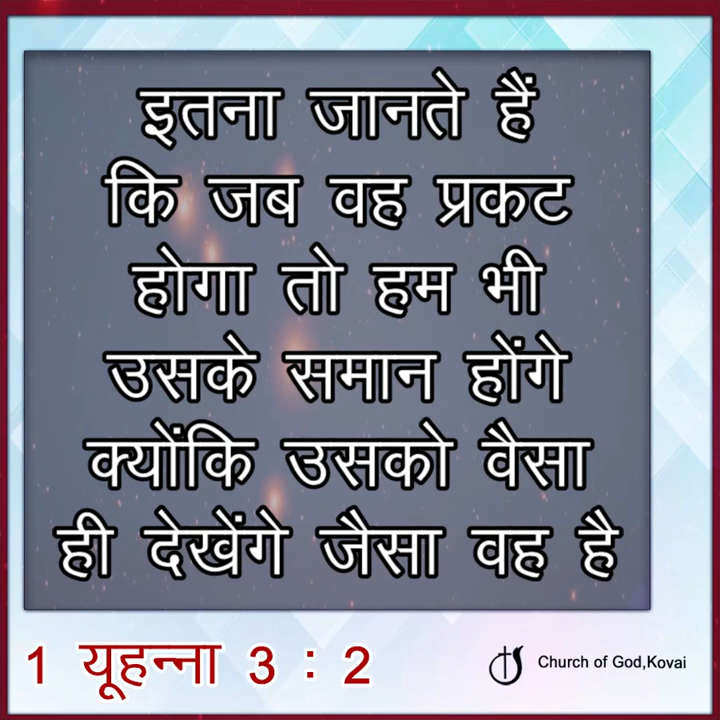 इतना जानते हैं
कि जब वह प्रकट
होगा तो हम भी
उसके समान होंगे
क्योंकि उसको वैसा
ही देखेंगे जैसा वह है
1 यूहन्ना 3 : 2
Church of God,Kovai